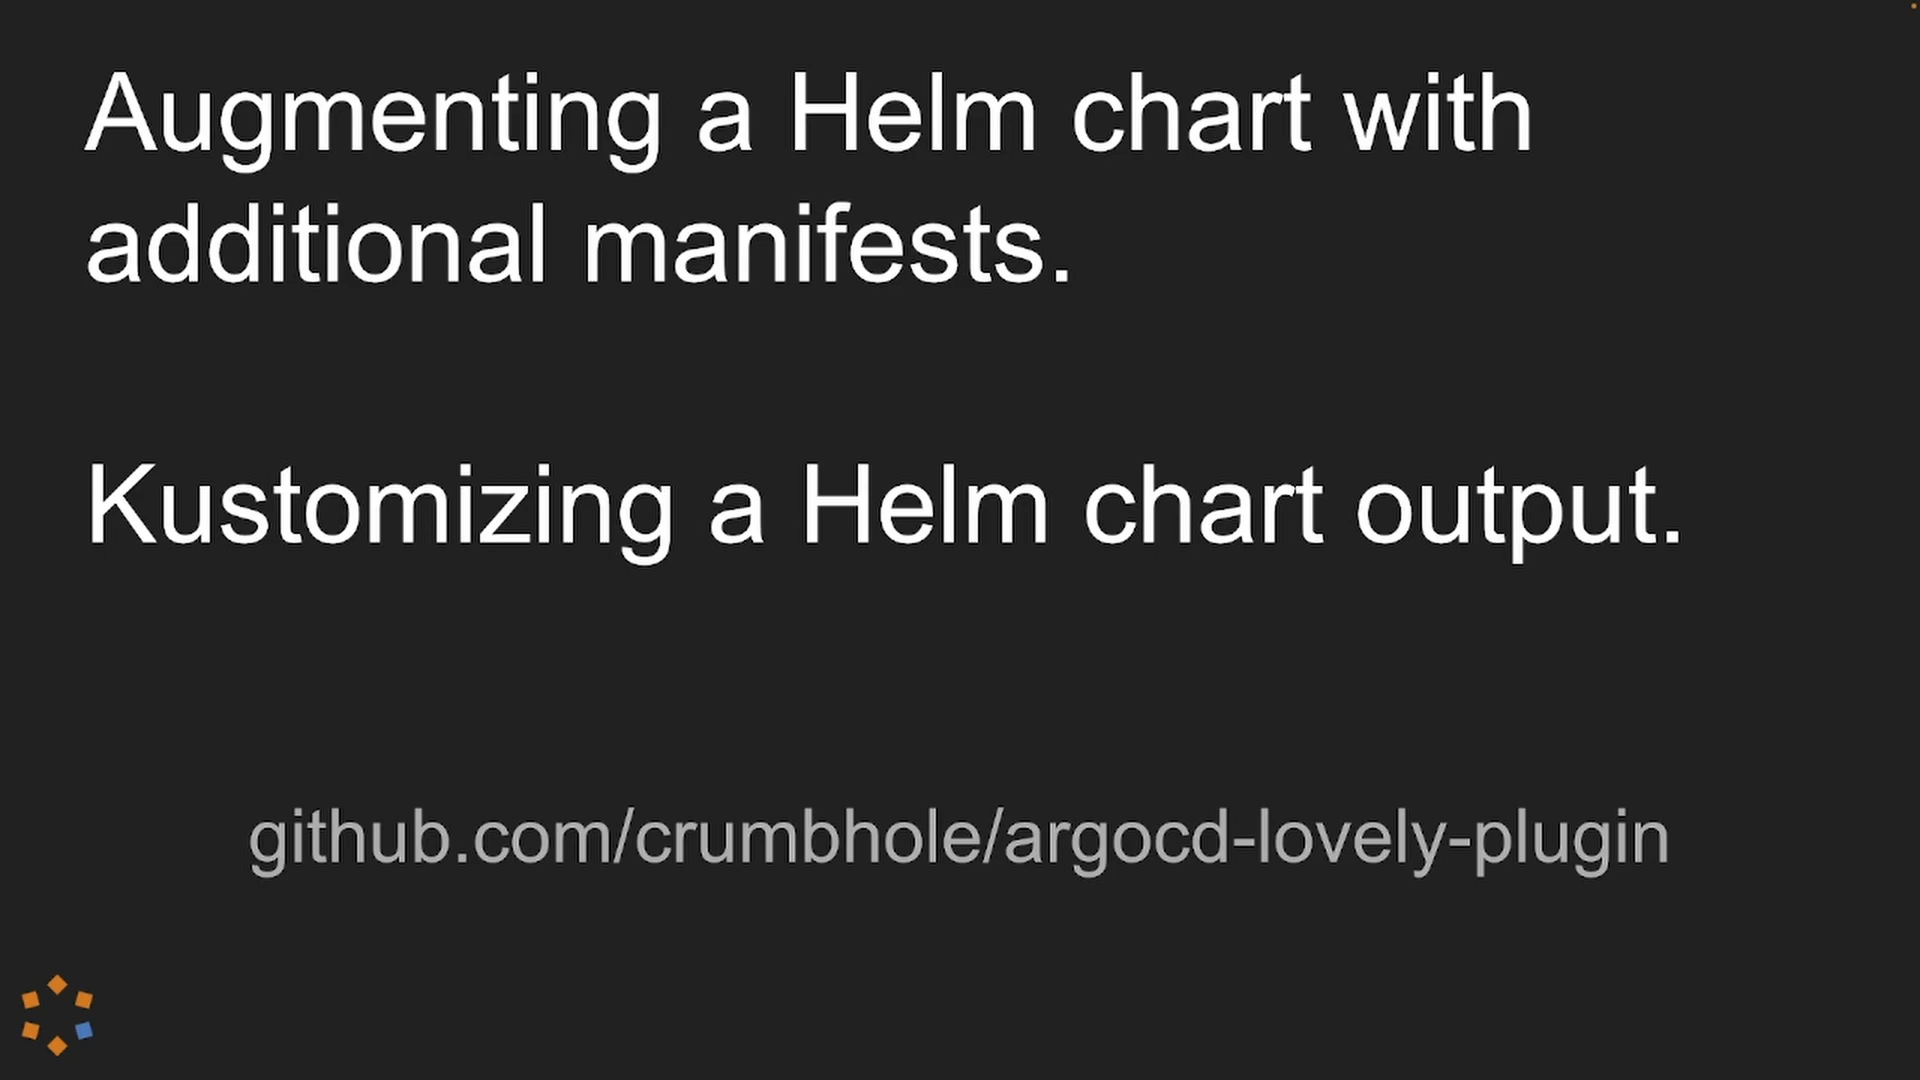 Augmenting a Helm chart with
additional manifests.
Kustomizing a Helm chart output.
github.com/crumbhole/argocd-lovely-plugin